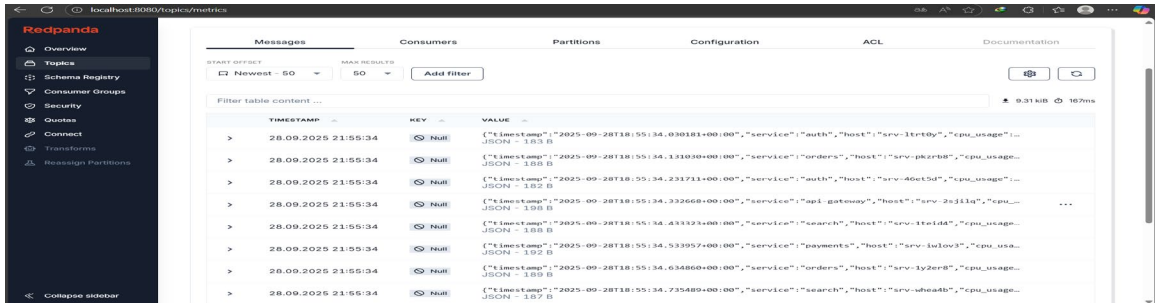 localhost:8080/topics/metrics
Redpanda
Overview
Topics
Schema Registry
Consumer Groups
Security
Quotas
Connect
Transforms
Reassign Partitions
Collapse sidebar
Messages Consumers Partitions Configuration ACL Documentation
START OFFSET MAX RESULTS
Newest - 50 50 Add filter
Filter table content ... 9.31 kiB 167ms
TIMESTAMP KEY VALUE
28.09.2025 21:55:34 Null {"timestamp":"2025-09-28T18:55:34.030181+00:00","service":"auth","host":"srv-ltrt0y","cpu_usage":…
JSON - 183 B
28.09.2025 21:55:34 Null {"timestamp":"2025-09-28T18:55:34.131030+00:00","service":"orders","host":"srv-pkzrb8","cpu_usage…
JSON - 188 B
28.09.2025 21:55:34 Null {"timestamp":"2025-09-28T18:55:34.231711+00:00","service":"auth","host":"srv-46et5d","cpu_usage":…
JSON - 182 B
28.09.2025 21:55:34 Null {"timestamp":"2025-09-28T18:55:34.332668+00:00","service":"api-gateway","host":"srv-2sjilq","cpu_… ...
JSON - 198 B
28.09.2025 21:55:34 Null {"timestamp":"2025-09-28T18:55:34.433323+00:00","service":"search","host":"srv-1teid4","cpu_usage…
JSON - 188 B
28.09.2025 21:55:34 Null {"timestamp":"2025-09-28T18:55:34.533957+00:00","service":"payments","host":"srv-iwlov3","cpu_usa…
JSON - 192 B
28.09.2025 21:55:34 Null {"timestamp":"2025-09-28T18:55:34.634860+00:00","service":"orders","host":"srv-1y2er8","cpu_usage…
JSON - 189 B
28.09.2025 21:55:34 Null {"timestamp":"2025-09-28T18:55:34.735489+00:00","service":"search","host":"srv-whea4b","cpu_usage…
JSON - 187 B